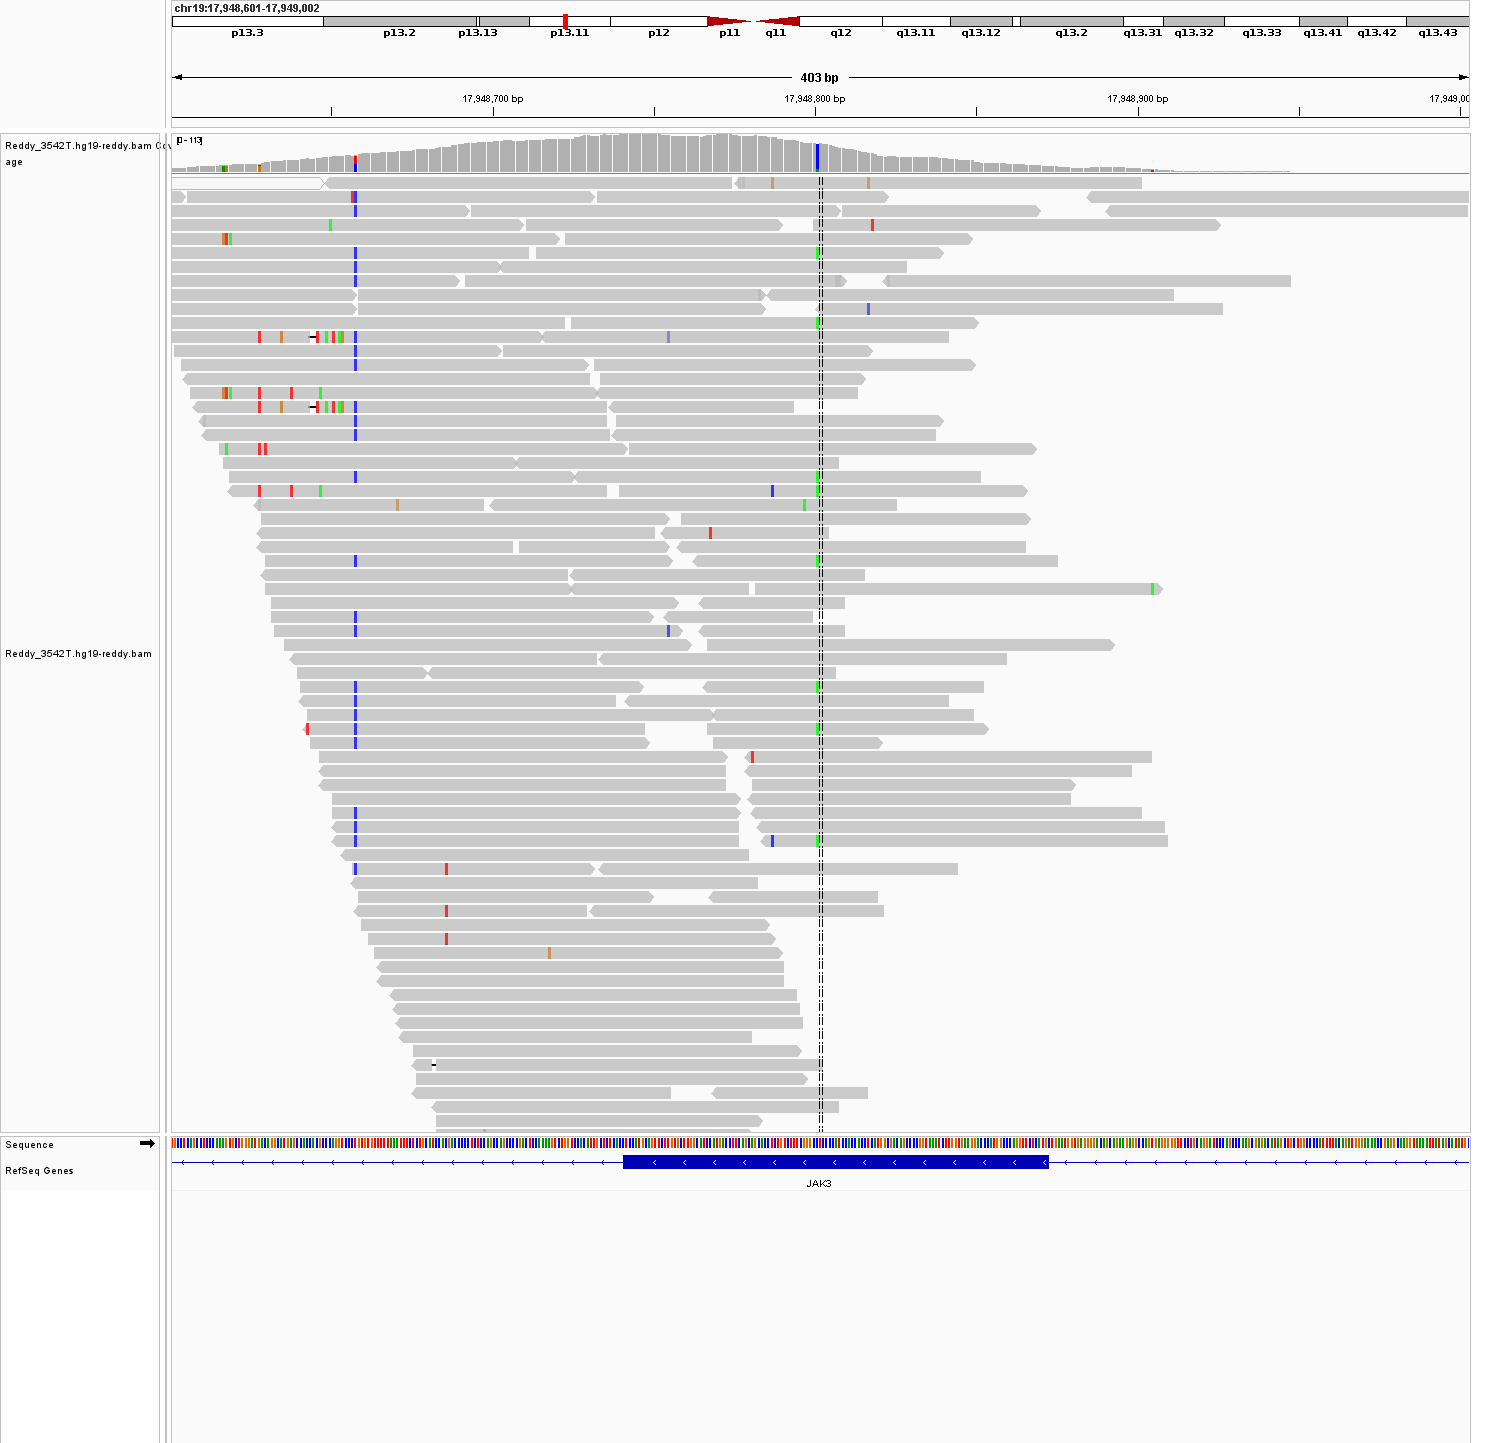 chr19:17,948,601-17,949,002
p13.3 p13.2 p13.13 p13.11 p12 p11 q11 q12 q13.11 q13.12 q13.2 q13.31 q13.32 q13.33 q13.41 q13.42 q13.43
403 bp
17,948,700 bp 17,948,800 bp 17,948,900 bp 17,949,00
Reddy_3542T.hg19-reddy.bam Cov
age
[0 - 113]
Reddy_3542T.hg19-reddy.bam
Sequence
RefSeq Genes
JAK3